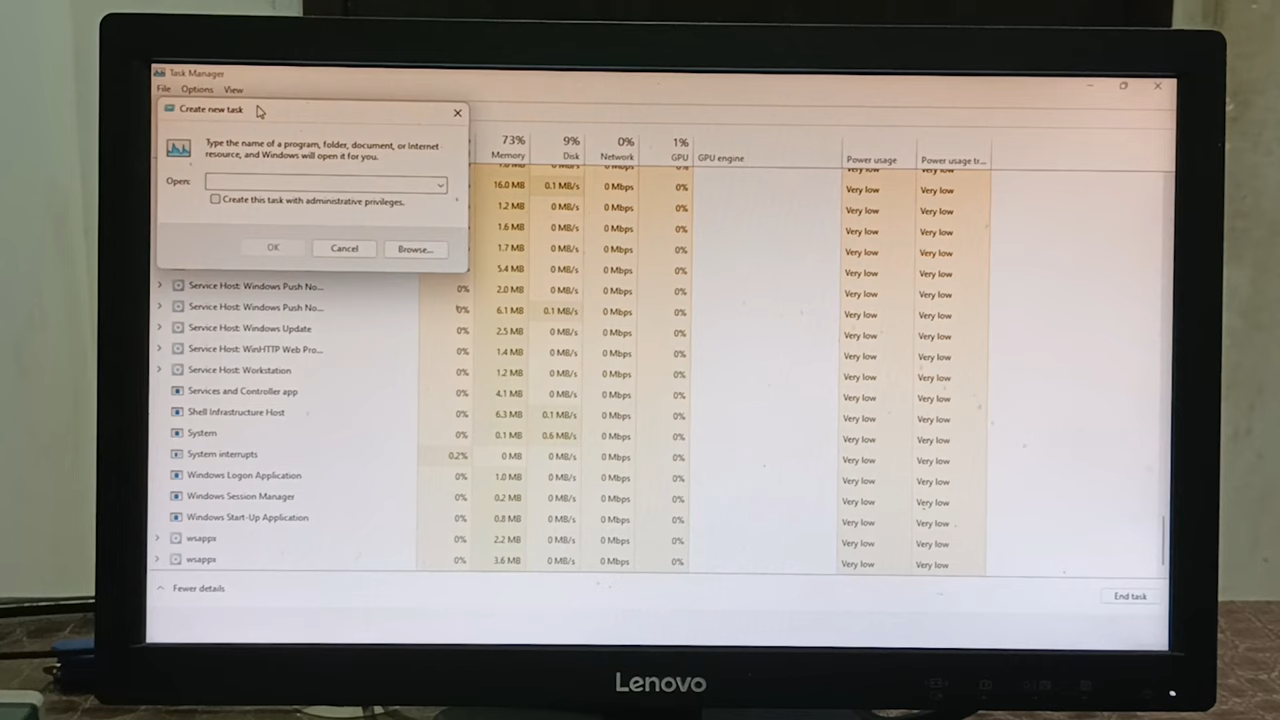 Task Manager
File Options View
Create new task
Type the name of a program, folder, document, or Internet
resource, and Windows will open it for you.
Open:
Create this task with administrative privileges.
OK Cancel Browse...
73% 9% 0% 1%
Memory Disk Network GPU GPU engine Power usage Power usage tr...
Very low Very low
16.0 MB 0.1 MB/s 0 Mbps 0% Very low Very low
1.2 MB 0 MB/s 0 Mbps 0% Very low Very low
1.6 MB 0 MB/s 0 Mbps 0% Very low Very low
1.7 MB 0 MB/s 0 Mbps 0% Very low Very low
5.4 MB 0 MB/s 0 Mbps 0% Very low Very low
Service Host: Windows Push No... 0% 2.0 MB 0 MB/s 0 Mbps 0% Very low Very low
Service Host: Windows Push No... 0% 6.1 MB 0.1 MB/s 0 Mbps 0% Very low Very low
Service Host: Windows Update 0% 2.5 MB 0 MB/s 0 Mbps 0% Very low Very low
Service Host: WinHTTP Web Pro... 0% 1.4 MB 0 MB/s 0 Mbps 0% Very low Very low
Service Host: Workstation 0% 1.2 MB 0 MB/s 0 Mbps 0% Very low Very low
Services and Controller app 0% 4.1 MB 0 MB/s 0 Mbps 0% Very low Very low
Shell Infrastructure Host 0% 6.3 MB 0.1 MB/s 0 Mbps 0% Very low Very low
System 0% 0.1 MB 0.6 MB/s 0 Mbps 0% Very low Very low
System interrupts 0.2% 0 MB 0 MB/s 0 Mbps 0% Very low Very low
Windows Logon Application 0% 1.0 MB 0 MB/s 0 Mbps 0% Very low Very low
Windows Session Manager 0% 0.2 MB 0 MB/s 0 Mbps 0% Very low Very low
Windows Start-Up Application 0% 0.8 MB 0 MB/s 0 Mbps 0% Very low Very low
wsappx 0% 2.2 MB 0 MB/s 0 Mbps 0% Very low Very low
wsappx 0% 3.6 MB 0 MB/s 0 Mbps 0% Very low Very low
Fewer details End task
Lenovo